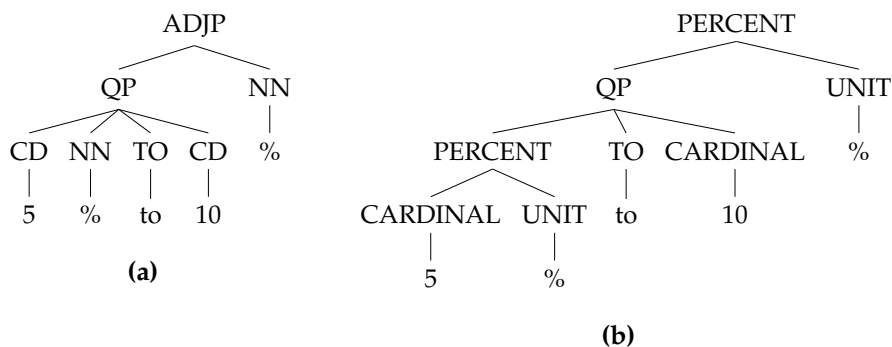 ADJP
QP NN
CD NN TO CD %
5 % to 10
(a)
PERCENT
QP UNIT
PERCENT TO CARDINAL %
CARDINAL UNIT to 10
5 %
(b)